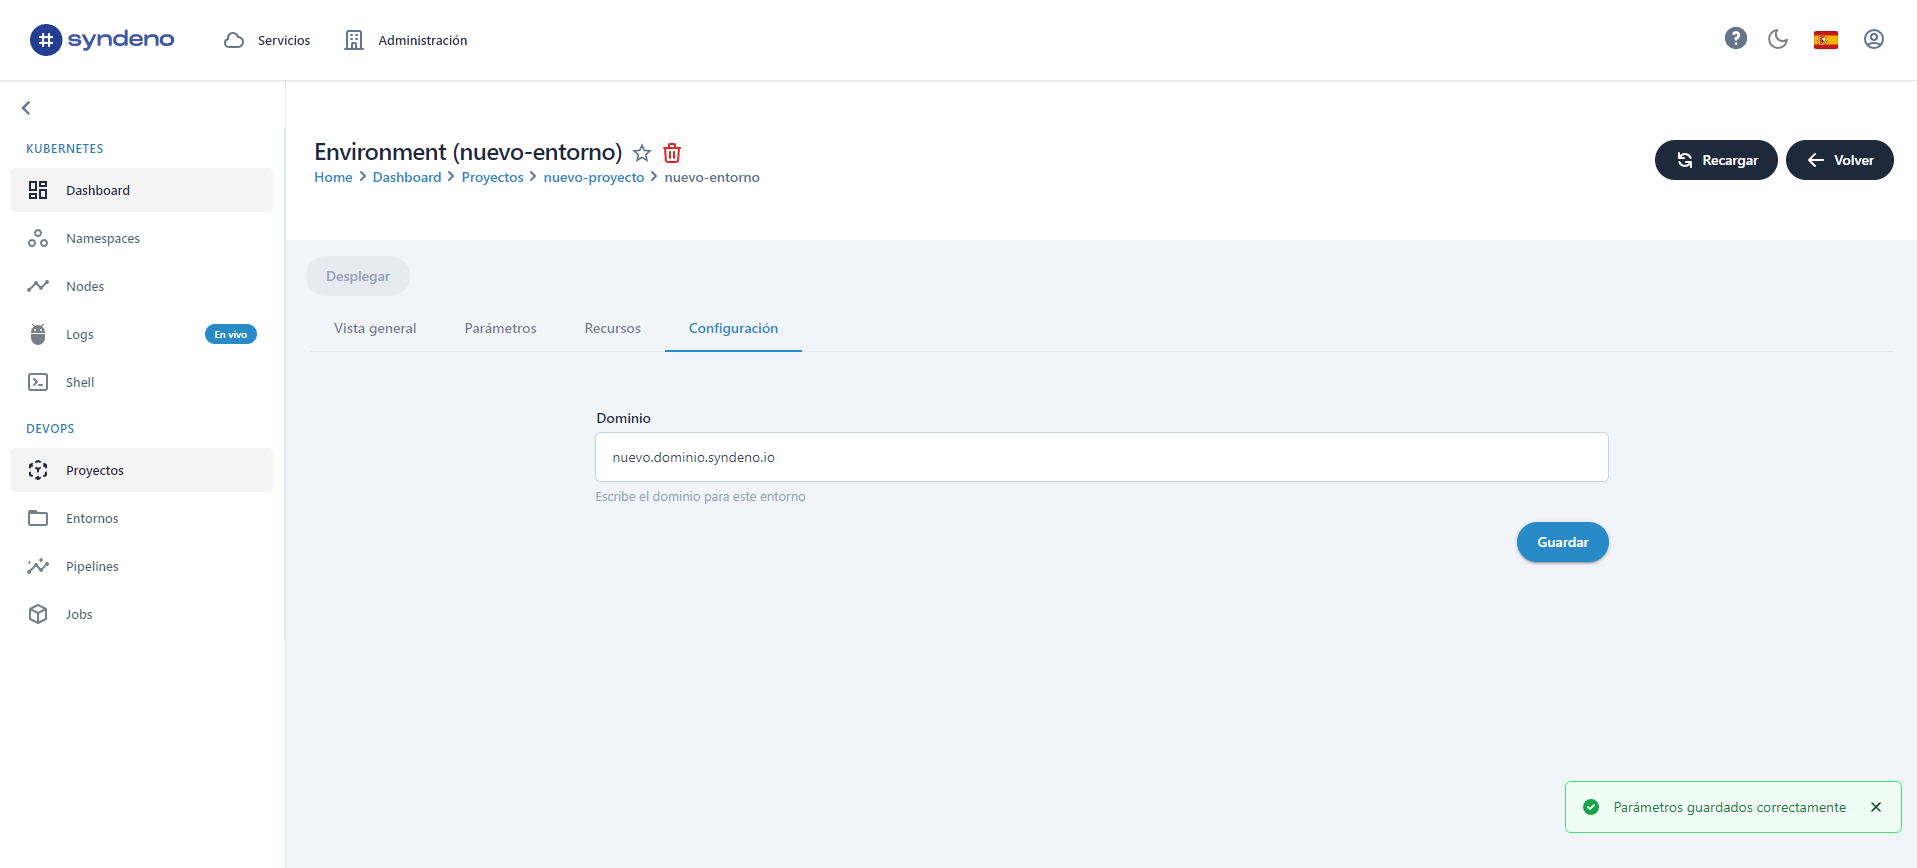 syndeno
Servicios
Administración
KUBERNETES
Dashboard
Namespaces
Nodes
Logs
En vivo
Shell
DEVOPS
Proyectos
Entornos
Pipelines
Jobs
Environment (nuevo-entorno)
Home > Dashboard > Proyectos > nuevo-proyecto > nuevo-entorno
Recargar
Volver
Desplegar
Vista general
Parámetros
Recursos
Configuración
Dominio
nuevo.dominio.syndeno.io
Escribe el dominio para este entorno
Guardar
Parámetros guardados correctamente